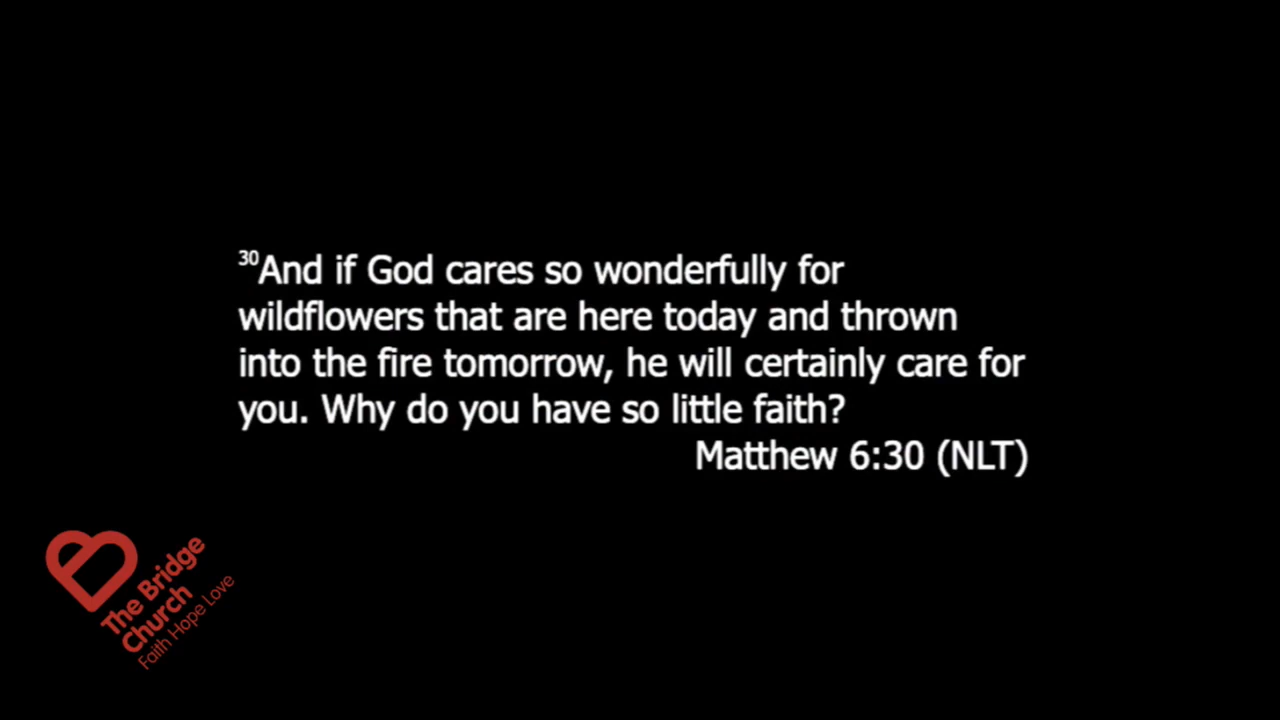 30And if God cares so wonderfully for
wildflowers that are here today and thrown
into the fire tomorrow, he will certainly care for
you. Why do you have so little faith?
Matthew 6:30 (NLT)
The Bridge
Church
Faith Hope Love